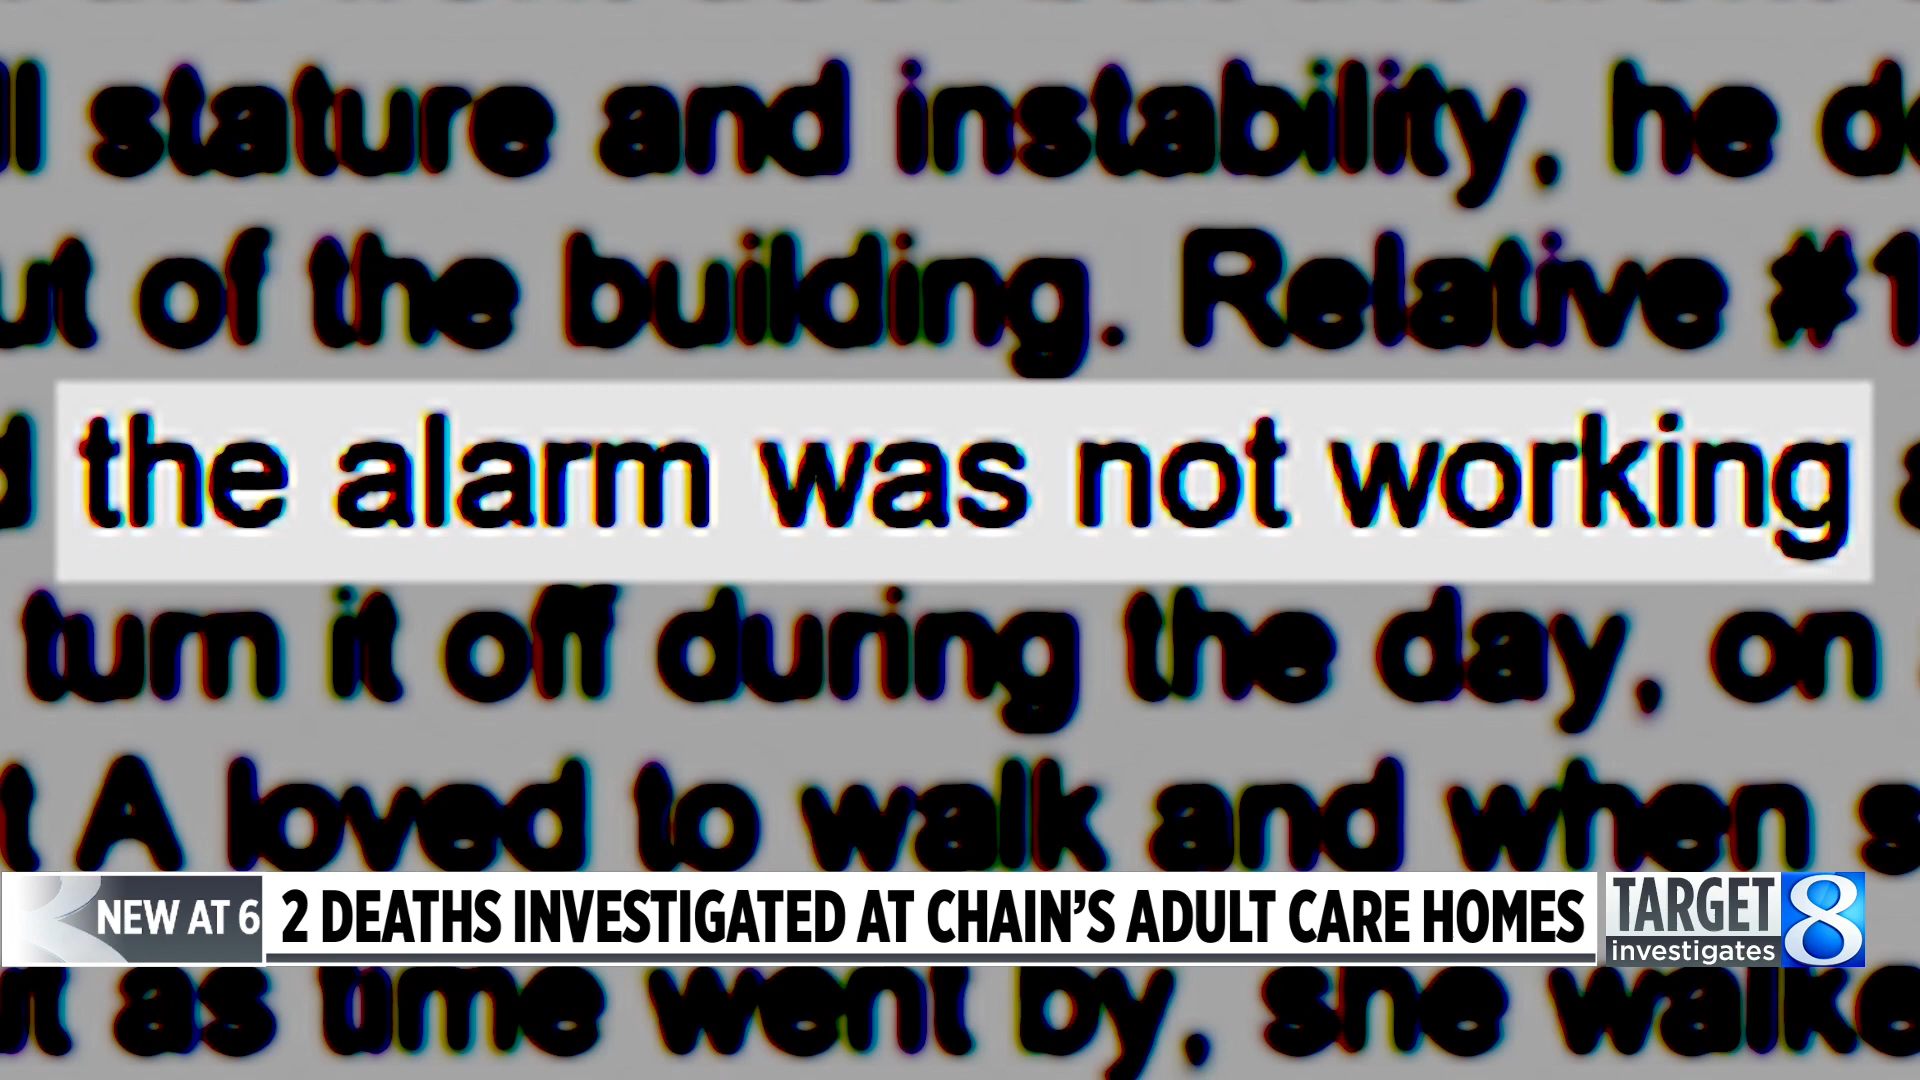 stature and instability, he
of the building. Relative #1
the alarm was not working
turn it off during the day, on
A loved to walk and when
NEW AT 6
2 DEATHS INVESTIGATED AT CHAIN'S ADULT CARE HOMES
TARGET 8
investigates
as time went by, she